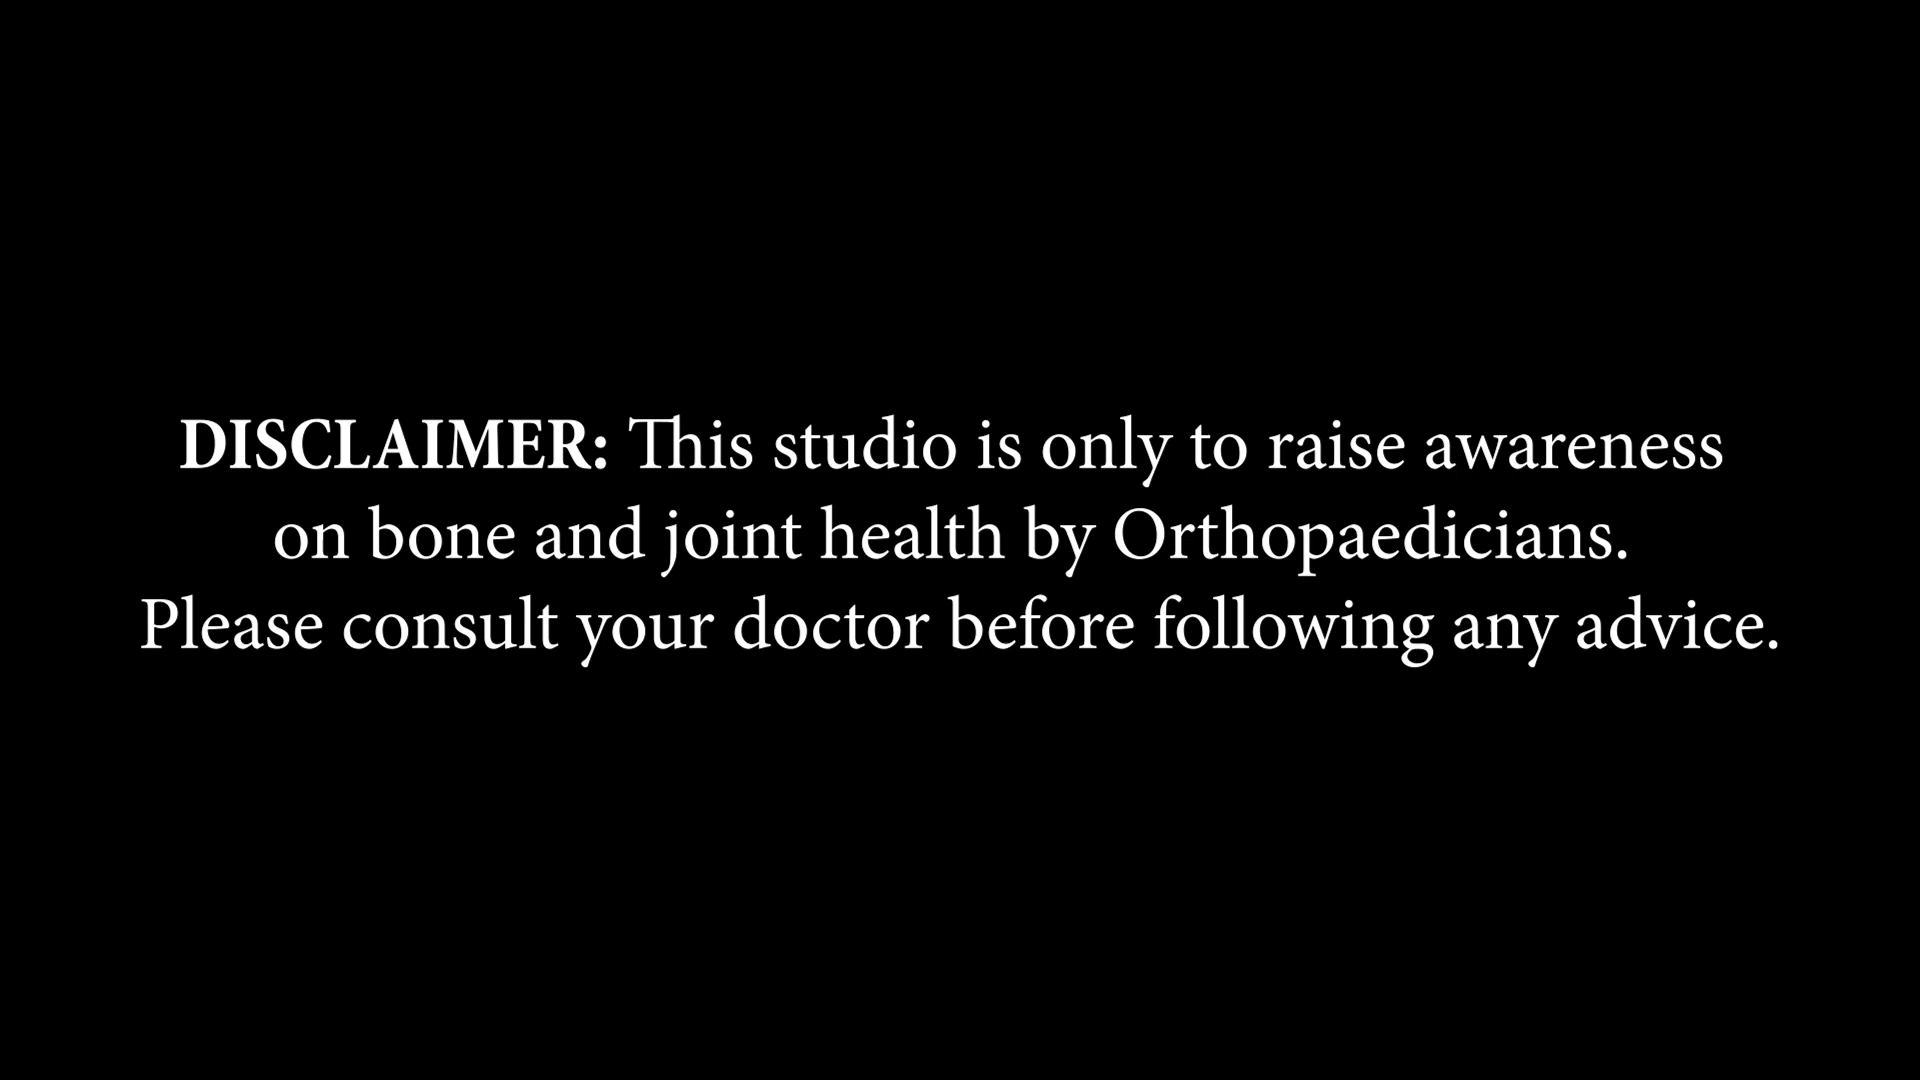 DISCLAIMER: This studio is only to raise awareness
on bone and joint health by Orthopaedicians.
Please consult your doctor before following any advice.